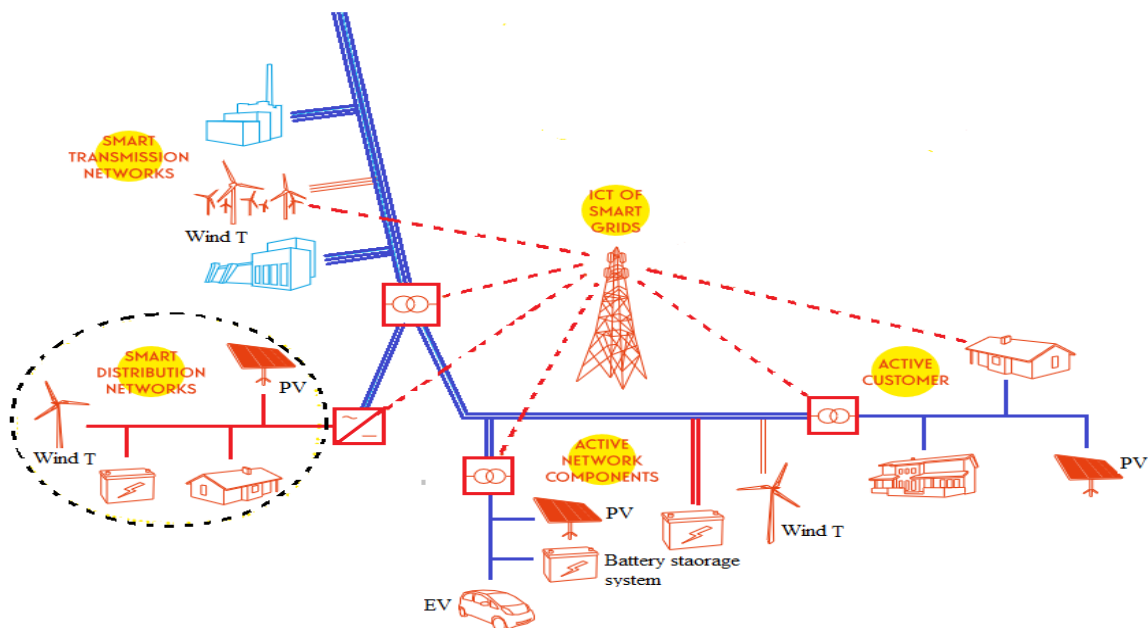 SMART
TRANSMISSION
NETWORKS
Wind T
ICT OF
SMART
GRIDS
SMART
DISTRIBUTION
NETWORKS
PV
Wind T
ACTIVE
CUSTOMER
PV
ACTIVE
NETWORK
COMPONENTS
PV
Battery staorage
system
EV
Wind T